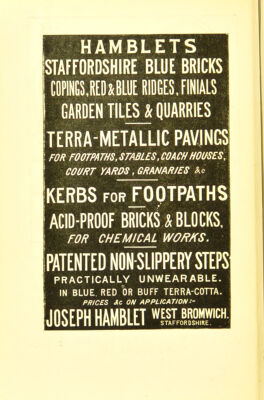 HAMBLETS
STAFFORDSHIRE BLUE BRICKS
COPINGS, RED & BLUE RIDGES, FINIALS
GARDEN TILES & QUARRIES
TERRA-METALLIC PAVINGS
FOR FOOTPATHS, STABLES, COACH HOUSES,
COURT YARDS, GRANARIES &c
KERBS FOR FOOTPATHS
ACID-PROOF BRICKS & BLOCKS,
FOR CHEMICAL WORKS.
PATENTED NON-SLIPPERY STEPS
PRACTICALLY UNWEARABLE.
IN BLUE, RED OR BUFF TERRA-COTTA.
PRICES &c ON APPLICATION:-
JOSEPH HAMBLET WEST BROMWICH.
STAFFORDSHIRE.